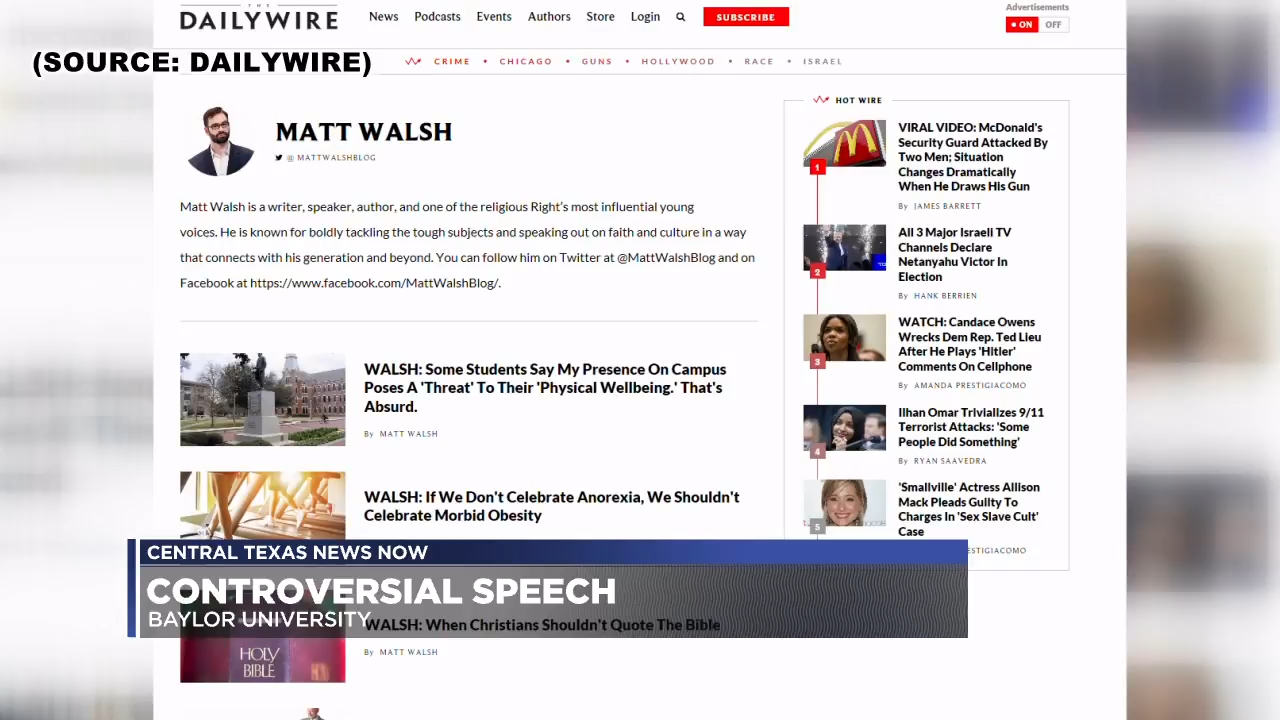 THE
DAILYWIRE
News Podcasts Events Authors Store Login
SUBSCRIBE
Advertisements
ON OFF
(SOURCE: DAILYWIRE)
CRIME • CHICAGO • GUNS • HOLLYWOOD • RACE • ISRAEL
MATT WALSH
@MATTWALSHBLOG
Matt Walsh is a writer, speaker, author, and one of the religious Right's most influential young
voices. He is known for boldly tackling the tough subjects and speaking out on faith and culture in a way
that connects with his generation and beyond. You can follow him on Twitter at @MattWalshBlog and on
Facebook at https://www.facebook.com/MattWalshBlog/.
WALSH: Some Students Say My Presence On Campus
Poses A 'Threat' To Their 'Physical Wellbeing.' That's
Absurd.
By MATT WALSH
WALSH: If We Don't Celebrate Anorexia, We Shouldn't
Celebrate Morbid Obesity
WALSH: When Christians Shouldn't Quote The Bible
By MATT WALSH
HOLY
BIBLE
HOT WIRE
1
VIRAL VIDEO: McDonald's
Security Guard Attacked By
Two Men; Situation
Changes Dramatically
When He Draws His Gun
By JAMES BARRETT
2
All 3 Major Israeli TV
Channels Declare
Netanyahu Victor In
Election
By HANK BERRIEN
3
WATCH: Candace Owens
Wrecks Dem Rep. Ted Lieu
After He Plays 'Hitler'
Comments On Cellphone
By AMANDA PRESTIGIACOMO
4
Ilhan Omar Trivializes 9/11
Terrorist Attacks: 'Some
People Did Something'
By RYAN SAAVEDRA
5
'Smallville' Actress Allison
Mack Pleads Guilty To
Charges In 'Sex Slave Cult'
Case
ESTIGIACOMO
CENTRAL TEXAS NEWS NOW
CONTROVERSIAL SPEECH
BAYLOR UNIVERSITY